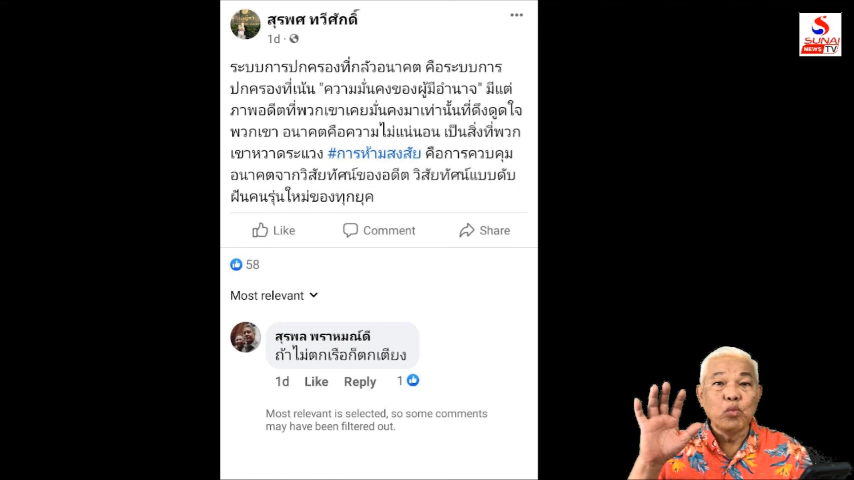 สุรพศ ทวีศักดิ์
1d
SUNAI
NEWS TV
ระบบการปกครองที่กลัวอนาคต คือระบบการ
ปกครองที่เน้น "ความมั่นคงของผู้มีอำนาจ" มีแต่
ภาพอดีตที่พวกเขาเคยมั่นคงมาเท่านั้นที่ดึงดูดใจ
พวกเขา อนาคตคือความไม่แน่นอน เป็นสิ่งที่พวก
เขาหวาดระแวง #การห้ามสงสัย คือการควบคุม
อนาคตจากวิสัยทัศน์ของอดีต วิสัยทัศน์แบบดับ
ฝันคนรุ่นใหม่ของทุกยุค
Like Comment Share
58
Most relevant
สุรพล พราหมณ์ดี
ถ้าไม่ตกเรือก็ตกเตียง
1d Like Reply 1
Most relevant is selected, so some comments
may have been filtered out.